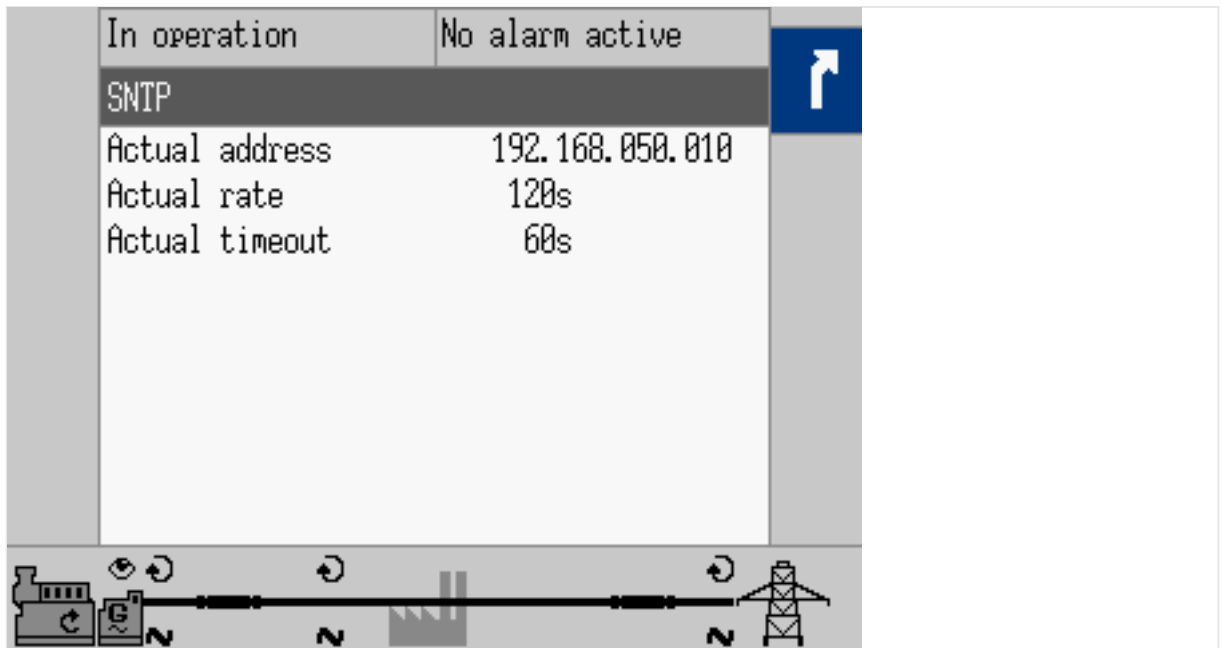 In operation No alarm active
SNTP
Actual address 192.168.050.010
Actual rate 120s
Actual timeout 60s
G